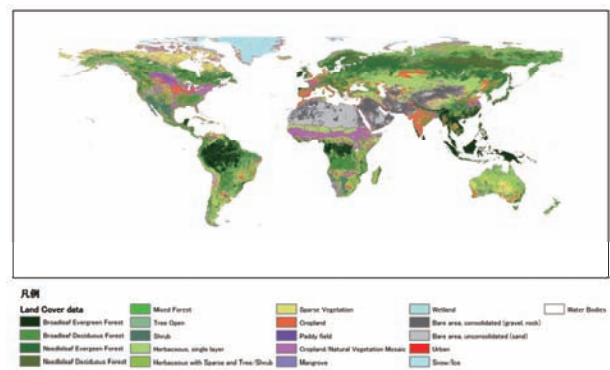 凡例
Land Cover data
Broadleaf Evergreen Forest
Broadleaf Deciduous Forest
Needleleaf Evergreen Forest
Needleleaf Deciduous Forest
Mixed Forest
Tree Open
Shrub
Herbaceous, single layer
Herbaceous with Sparse and Tree/Shrub
Sparse Vegetation
Cropland
Paddy field
Cropland/Natural Vegetation Mosaic
Mangrove
Wetland
Bare area, consolidated (gravel, rock)
Bare area, unconsolidated (sand)
Urban
Snow/Ice
Water Bodies